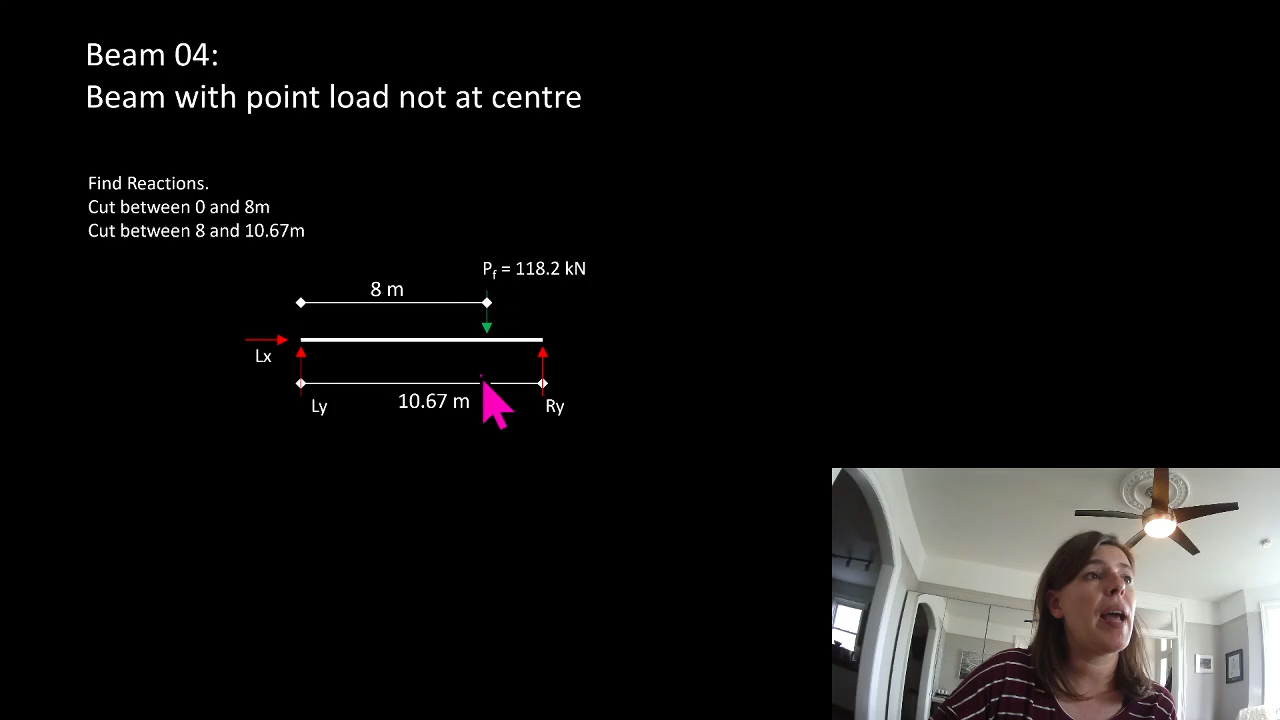 Beam 04:
Beam with point load not at centre
Find Reactions.
Cut between 0 and 8m
Cut between 8 and 10.67m
Pf = 118.2 kN
8 m
Lx
10.67 m
Ly
Ry